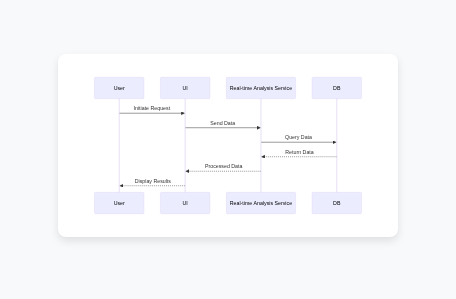 User UI Real-time Analysis Service DB
Initiate Request
Send Data
Query Data
Return Data
Processed Data
Display Results
User UI Real-time Analysis Service DB